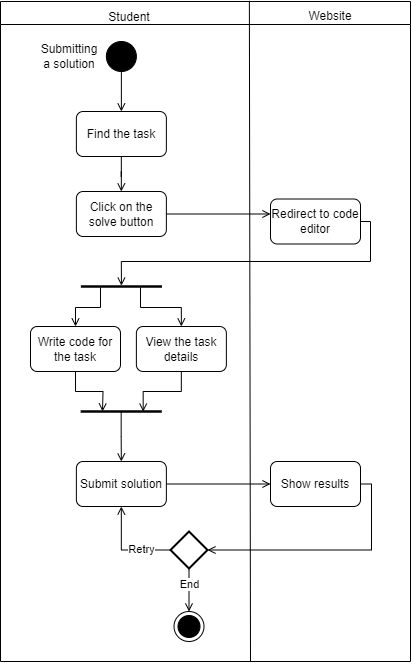 Student
Website
Submitting
a solution
Find the task
Click on the
solve button
Redirect to code
editor
Write code for
the task
View the task
details
Submit solution
Show results
Retry
End